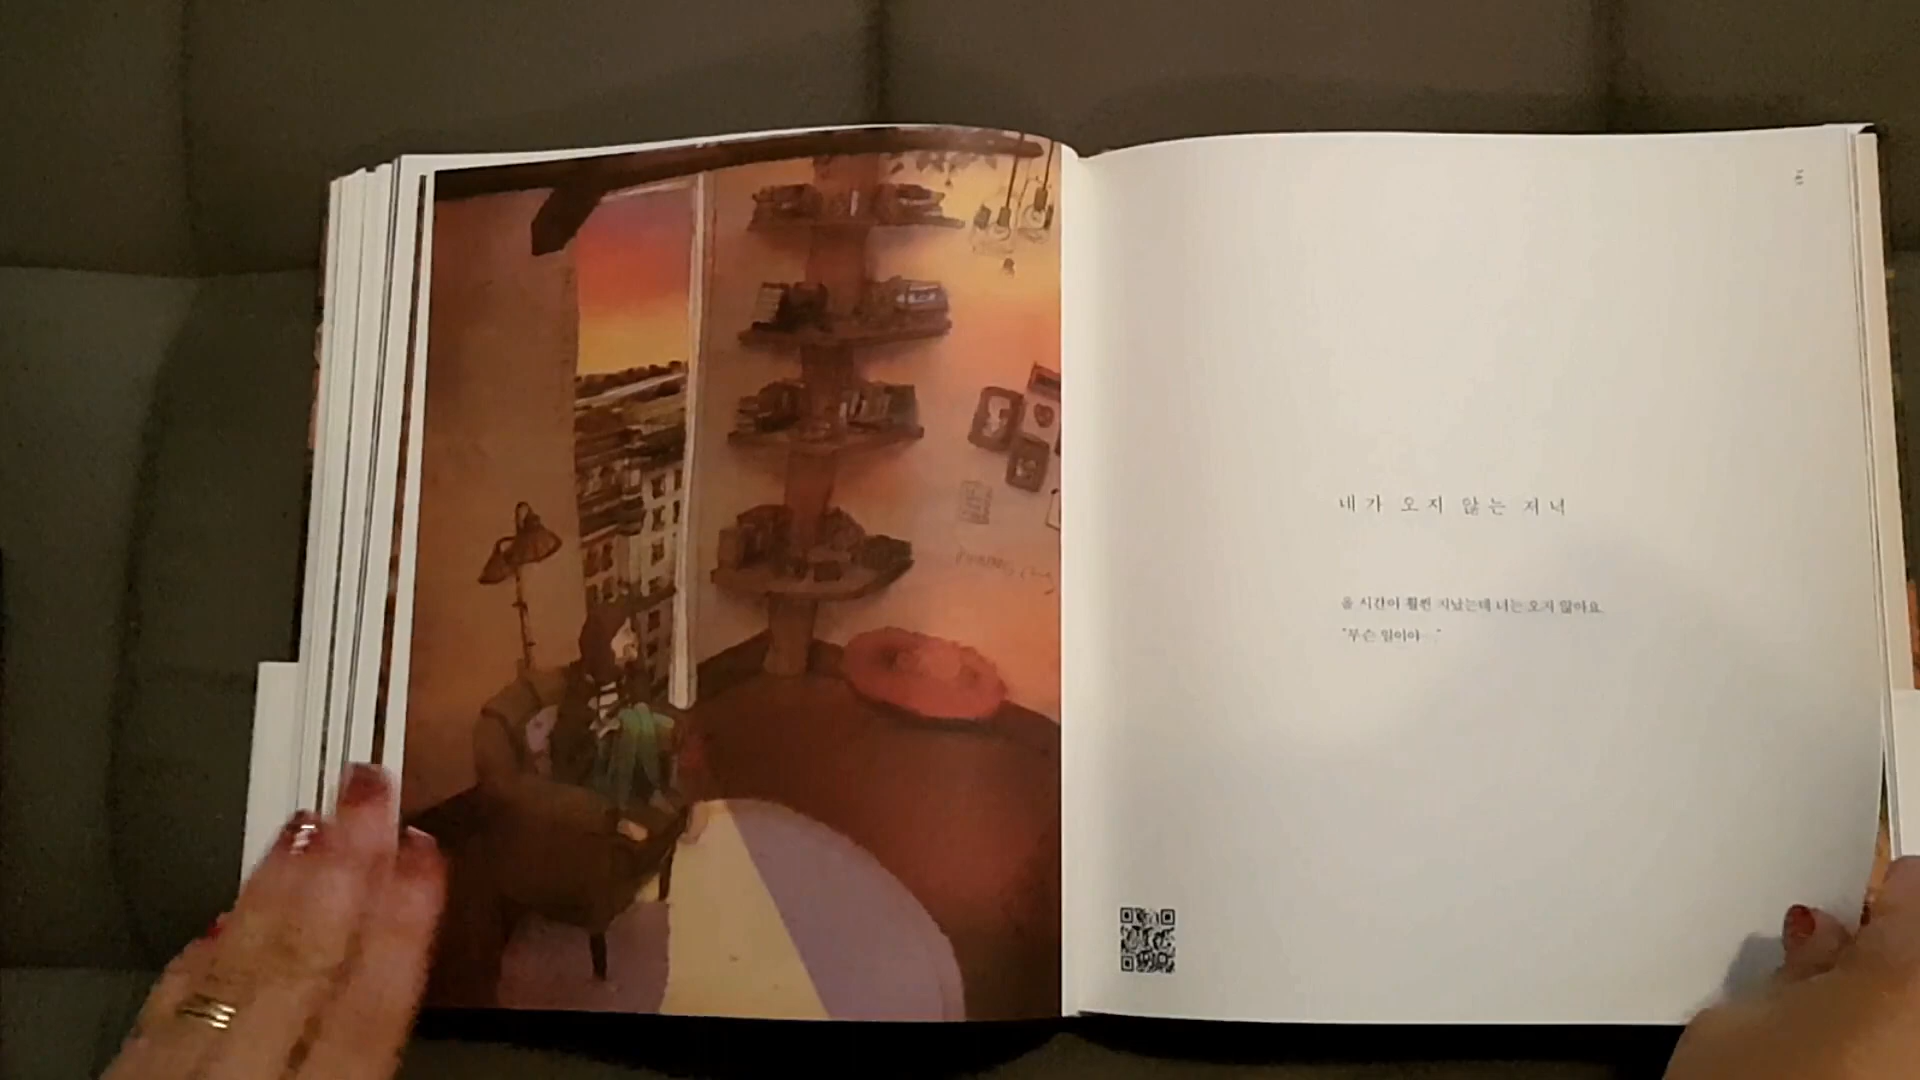 네가 오지 않는 저녁
올 시간이 훨씬 지났는데 너는 오지 않아요.
"무슨 일이야…"